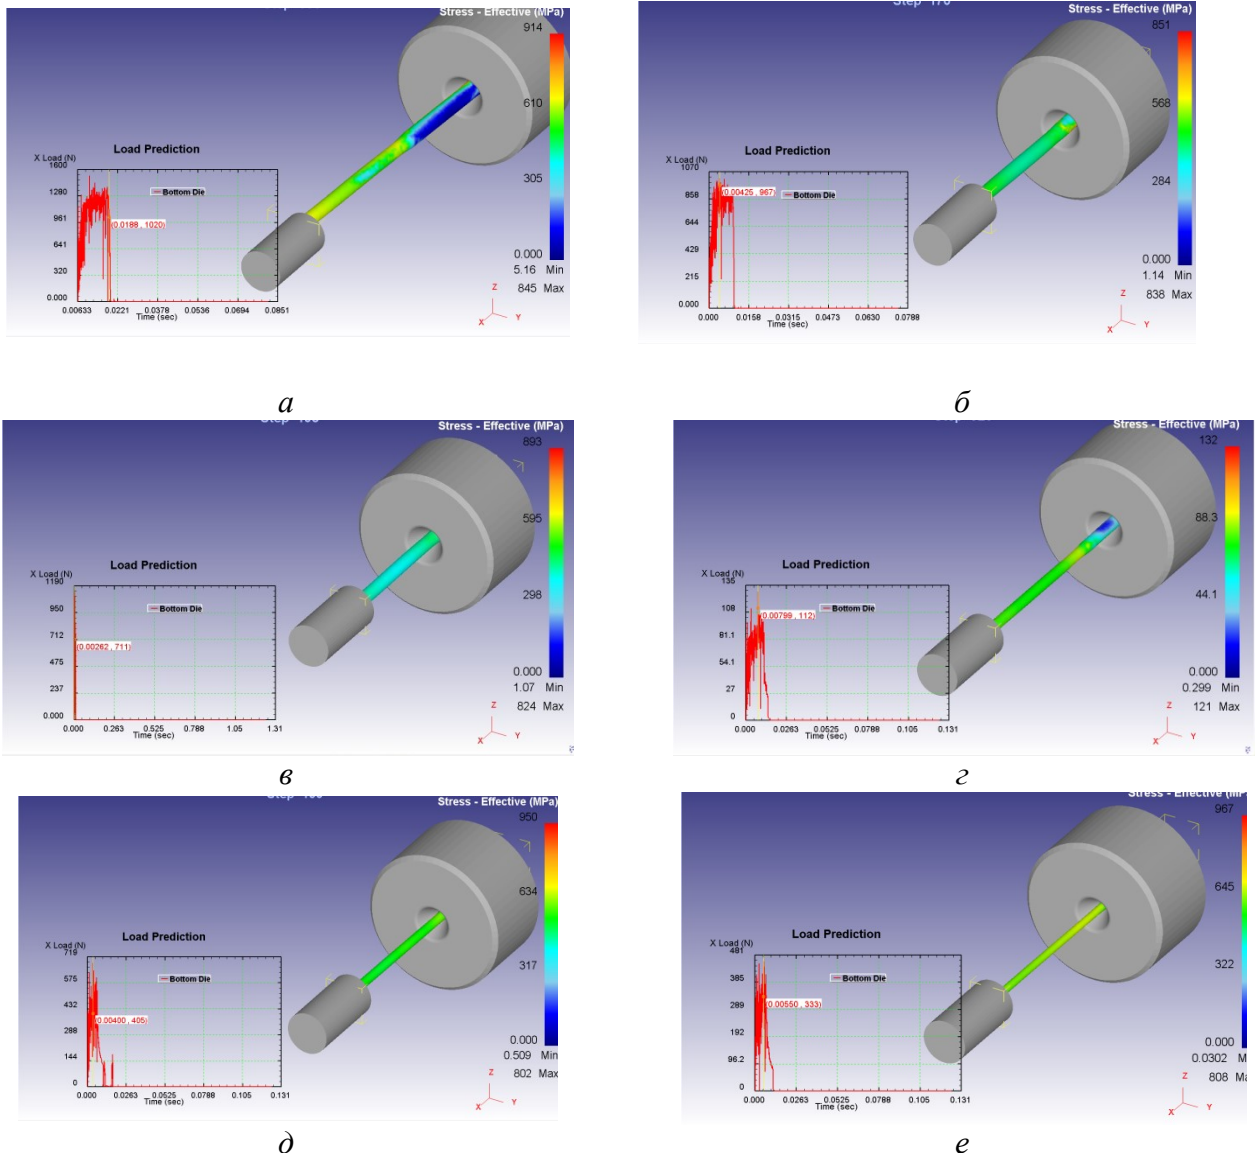 Stress - Effective (MPa)
914
610
305
0.000
5.16 Min
845 Max
Load Prediction
X Load (N)
1600
1280
961
641
320
0.000
Bottom Die
(0.0188 , 1020)
0.00633 0.0221 0.0378 0.0536 0.0694 0.0851
Time (sec)
Z
X Y
а
Step 170
Stress - Effective (MPa)
851
568
284
0.000
1.14 Min
838 Max
Load Prediction
X Load (N)
1070
858
644
429
215
0.000
Bottom Die
(0.00425 , 967)
0.000 0.0158 0.0315 0.0473 0.0630 0.0788
Time (sec)
Z
X Y
б
Stress - Effective (MPa)
893
595
298
0.000
1.07 Min
824 Max
Load Prediction
X Load (N)
1190
950
712
475
237
0.000
Bottom Die
(0.00262 , 711)
0.000 0.263 0.525 0.788 1.05 1.31
Time (sec)
Z
X Y
в
Stress - Effective (MPa)
132
88.3
44.1
0.000
0.299 Min
121 Max
Load Prediction
X Load (N)
135
108
81.1
54.1
27
0
Bottom Die
(0.00799 , 112)
0.000 0.0263 0.0525 0.0788 0.105 0.131
Time (sec)
Z
X Y
г
Stress - Effective (MPa)
950
634
317
0.000
0.509 Min
802 Max
Load Prediction
X Load (N)
719
575
432
288
144
0
Bottom Die
(0.00400 , 405)
0.000 0.0263 0.0525 0.0788 0.105 0.131
Time (sec)
Z
X Y
д
Stress - Effective (MP
967
645
322
0.000
0.0302 M
808 Ma
Load Prediction
X Load (N)
481
385
289
192
96.2
0
Bottom Die
(0.00550 , 333)
0.000 0.0263 0.0525 0.0788 0.105 0.131
Time (sec)
Z
X Y
е